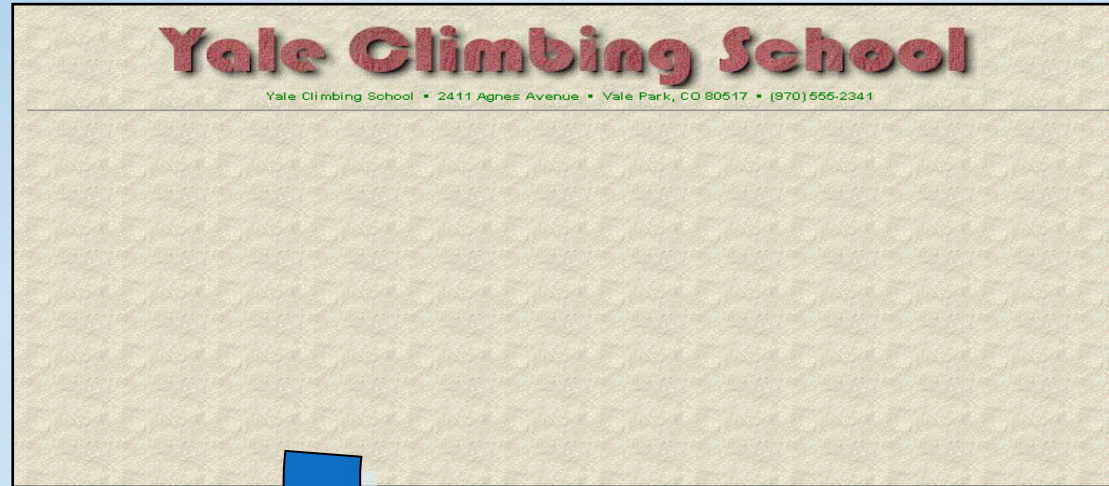 Yale Climbing School
Yale Climbing School ▪ 2411 Agnes Avenue ▪ Vale Park, CO 80517 ▪ (970) 555-2341